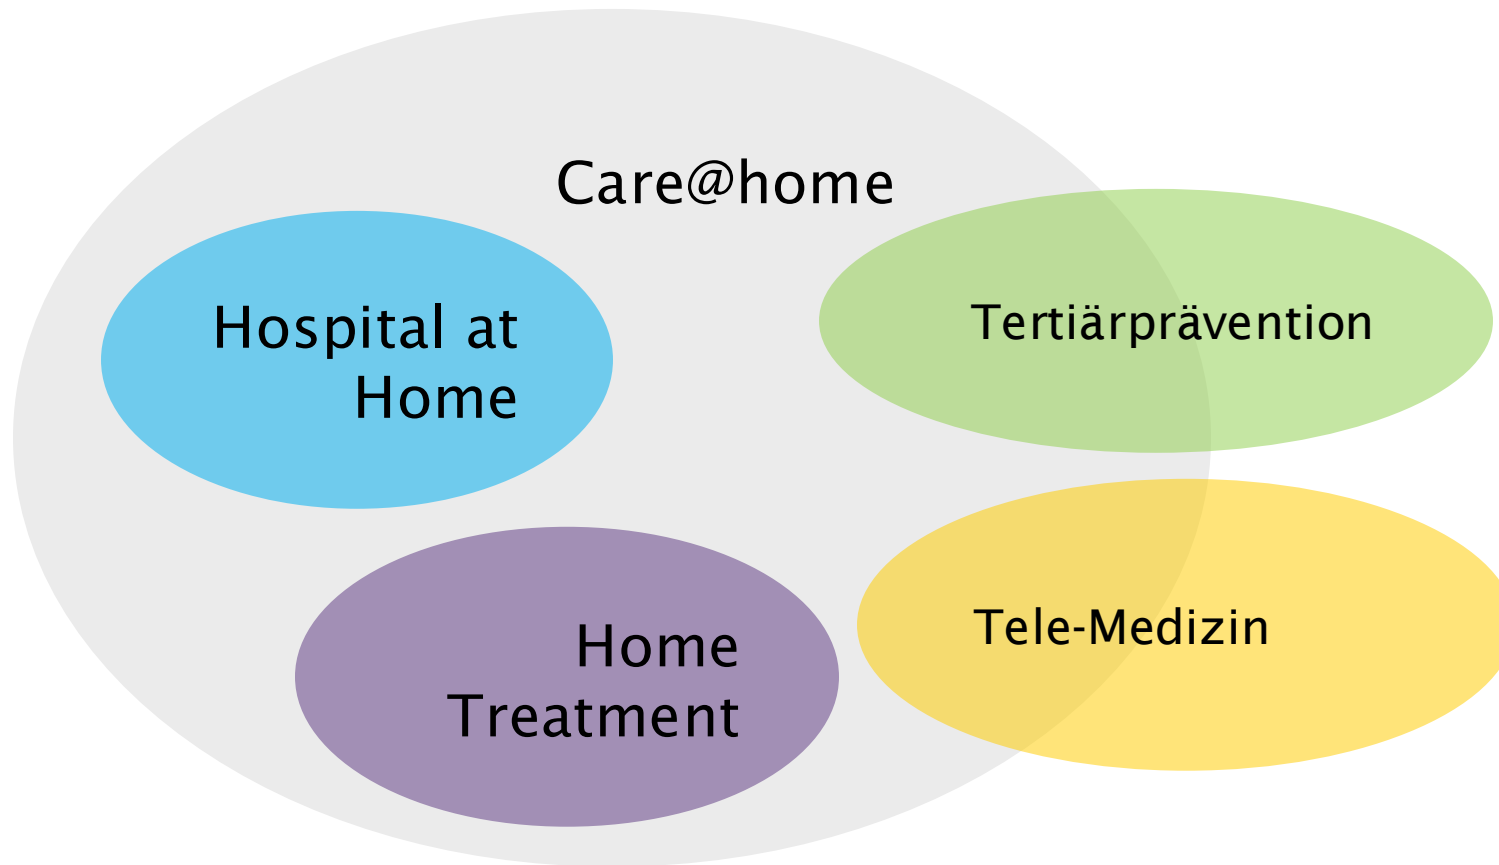 Care@home
Hospital at
Home
Tertiärprävention
Home
Treatment
Tele-Medizin